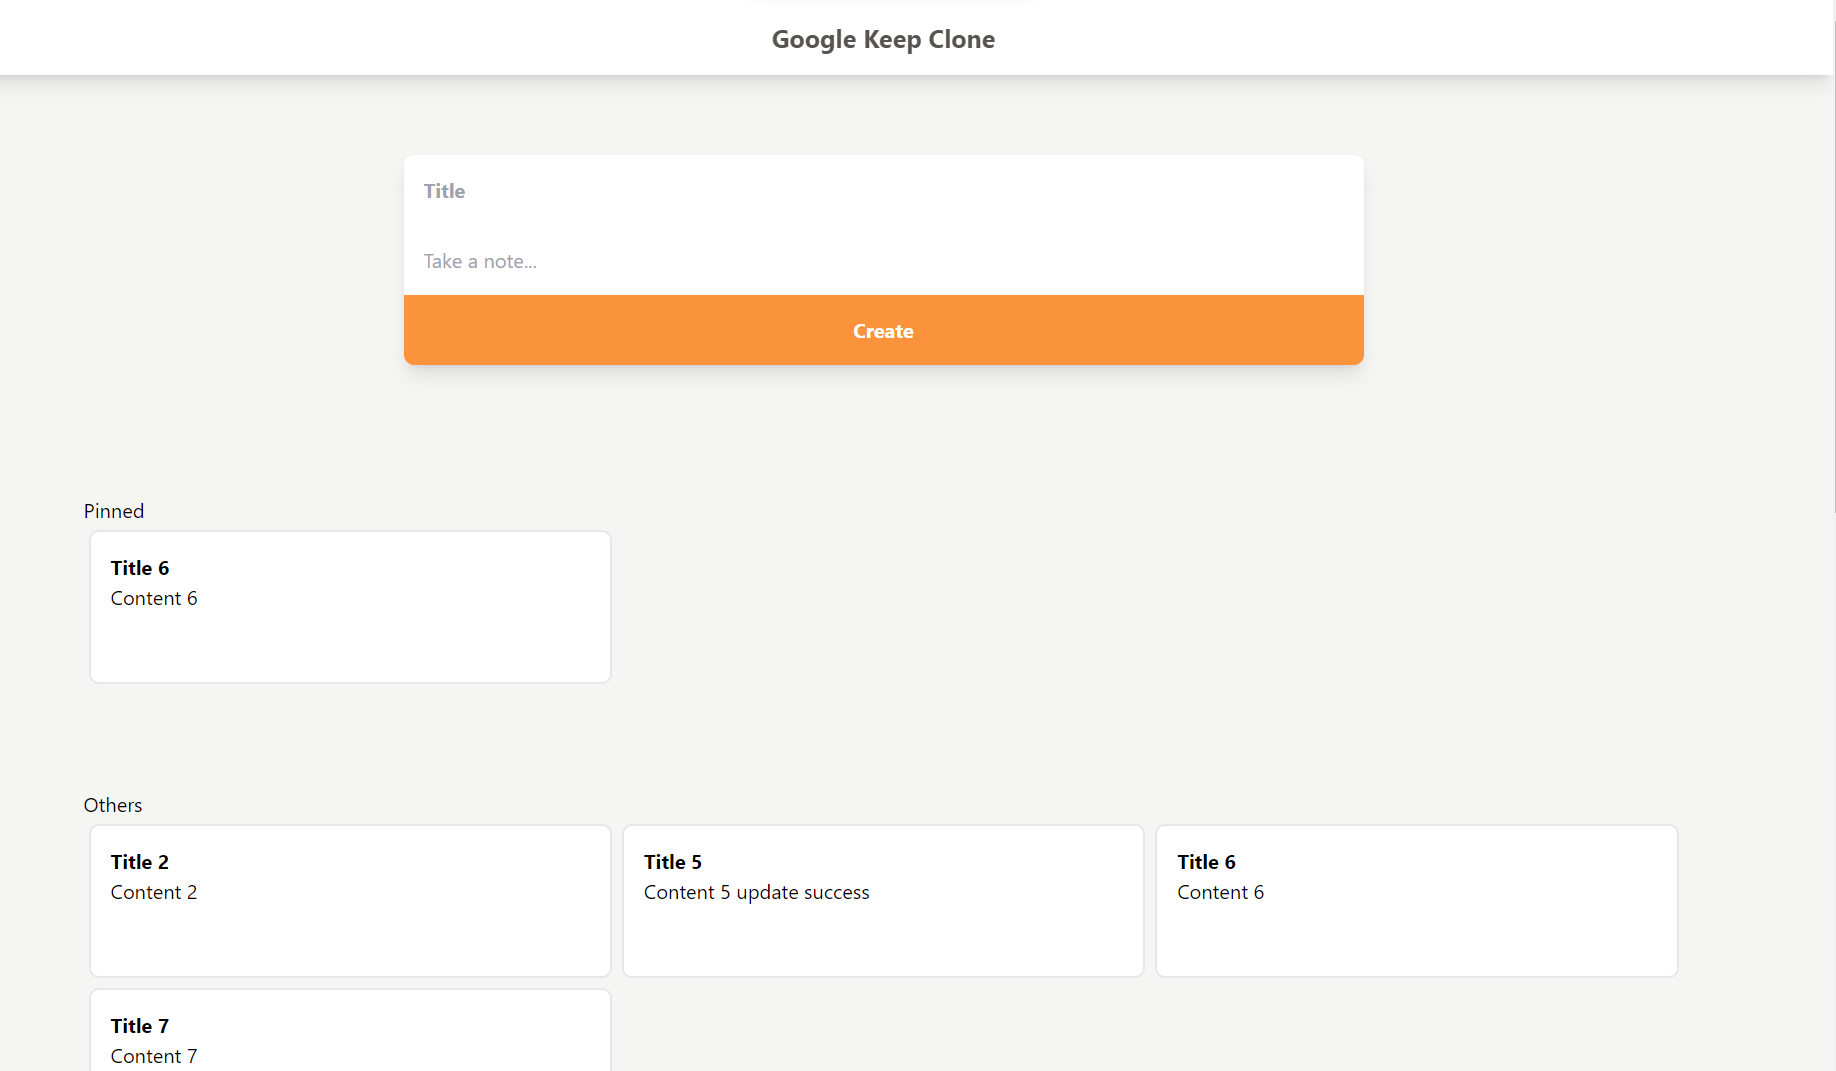 Google Keep Clone
Title
Take a note...
Create
Pinned
Title 6
Content 6
Others
Title 2
Content 2
Title 5
Content 5 update success
Title 6
Content 6
Title 7
Content 7